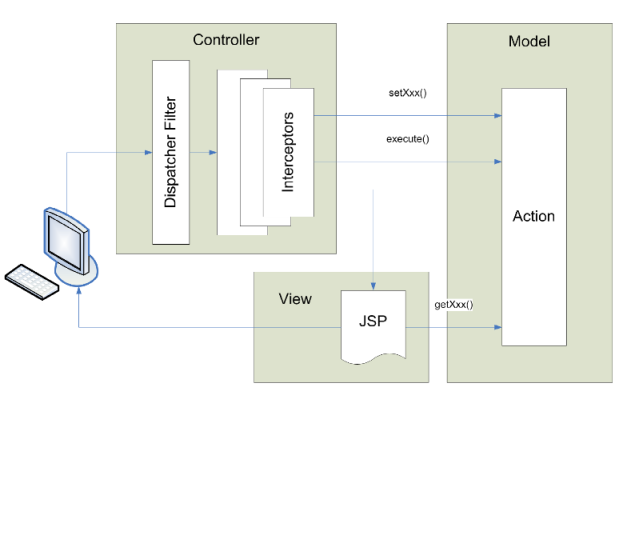 Controller
Model
Dispatcher Filter
Interceptors
setXxx()
execute()
Action
View
JSP
getXxx()